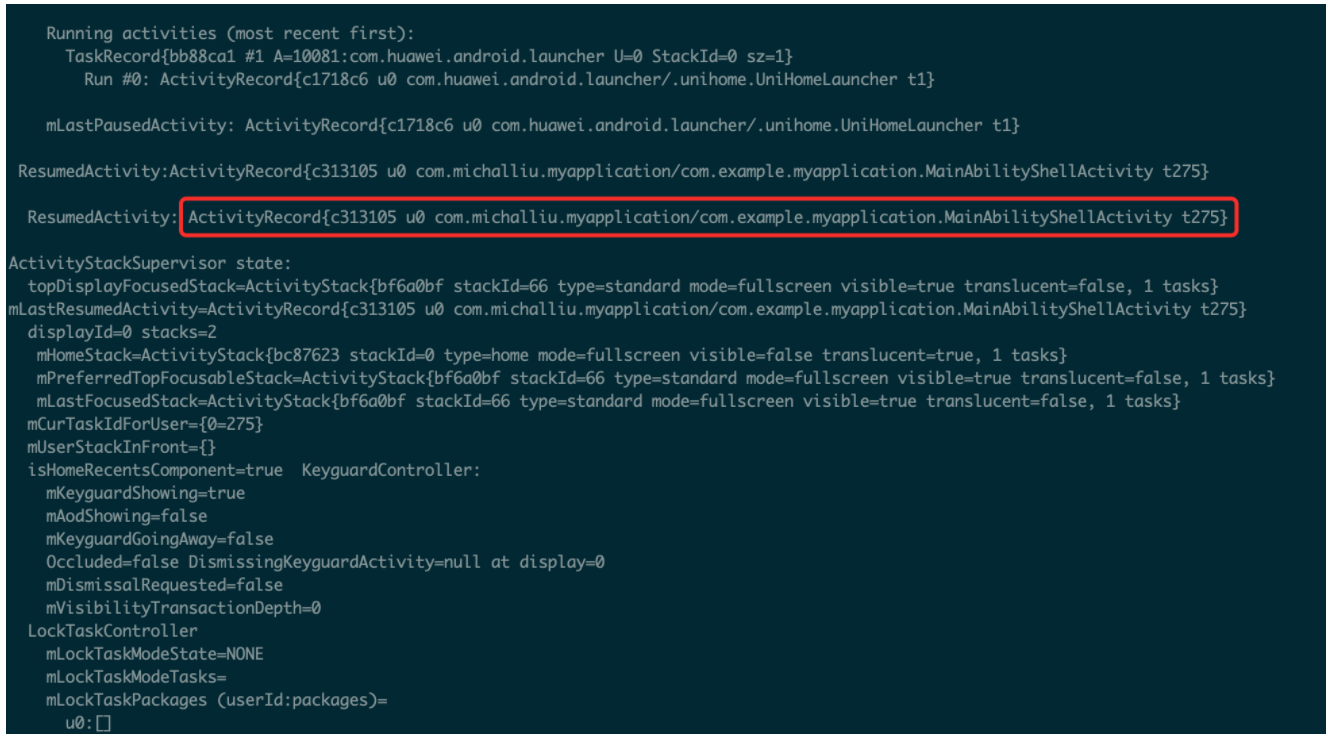 Running activities (most recent first):
TaskRecord{bb88ca1 #1 A=10081:com.huawei.android.launcher U=0 StackId=0 sz=1}
Run #0: ActivityRecord{c1718c6 u0 com.huawei.android.launcher/.unihome.UniHomeLauncher t1}
mLastPausedActivity: ActivityRecord{c1718c6 u0 com.huawei.android.launcher/.unihome.UniHomeLauncher t1}
ResumedActivity:ActivityRecord{c313105 u0 com.michalliu.myapplication/com.example.myapplication.MainAbilityShellActivity t275}
ResumedActivity: ActivityRecord{c313105 u0 com.michalliu.myapplication/com.example.myapplication.MainAbilityShellActivity t275}
ActivityStackSupervisor state:
topDisplayFocusedStack=ActivityStack{bf6a0bf stackId=66 type=standard mode=fullscreen visible=true translucent=false, 1 tasks}
mLastResumedActivity=ActivityRecord{c313105 u0 com.michalliu.myapplication/com.example.myapplication.MainAbilityShellActivity t275}
displayId=0 stacks=2
mHomeStack=ActivityStack{bc87623 stackId=0 type=home mode=fullscreen visible=false translucent=true, 1 tasks}
mPreferredTopFocusableStack=ActivityStack{bf6a0bf stackId=66 type=standard mode=fullscreen visible=true translucent=false, 1 tasks}
mLastFocusedStack=ActivityStack{bf6a0bf stackId=66 type=standard mode=fullscreen visible=true translucent=false, 1 tasks}
mCurTaskIdForUser={0=275}
mUserStackInFront={}
isHomeRecentsComponent=true  KeyguardController:
mKeyguardShowing=true
mAodShowing=false
mKeyguardGoingAway=false
Occluded=false DismissingKeyguardActivity=null at display=0
mDismissalRequested=false
mVisibilityTransactionDepth=0
LockTaskController
mLockTaskModeState=NONE
mLockTaskModeTasks=
mLockTaskPackages (userId:packages)=
u0:[]